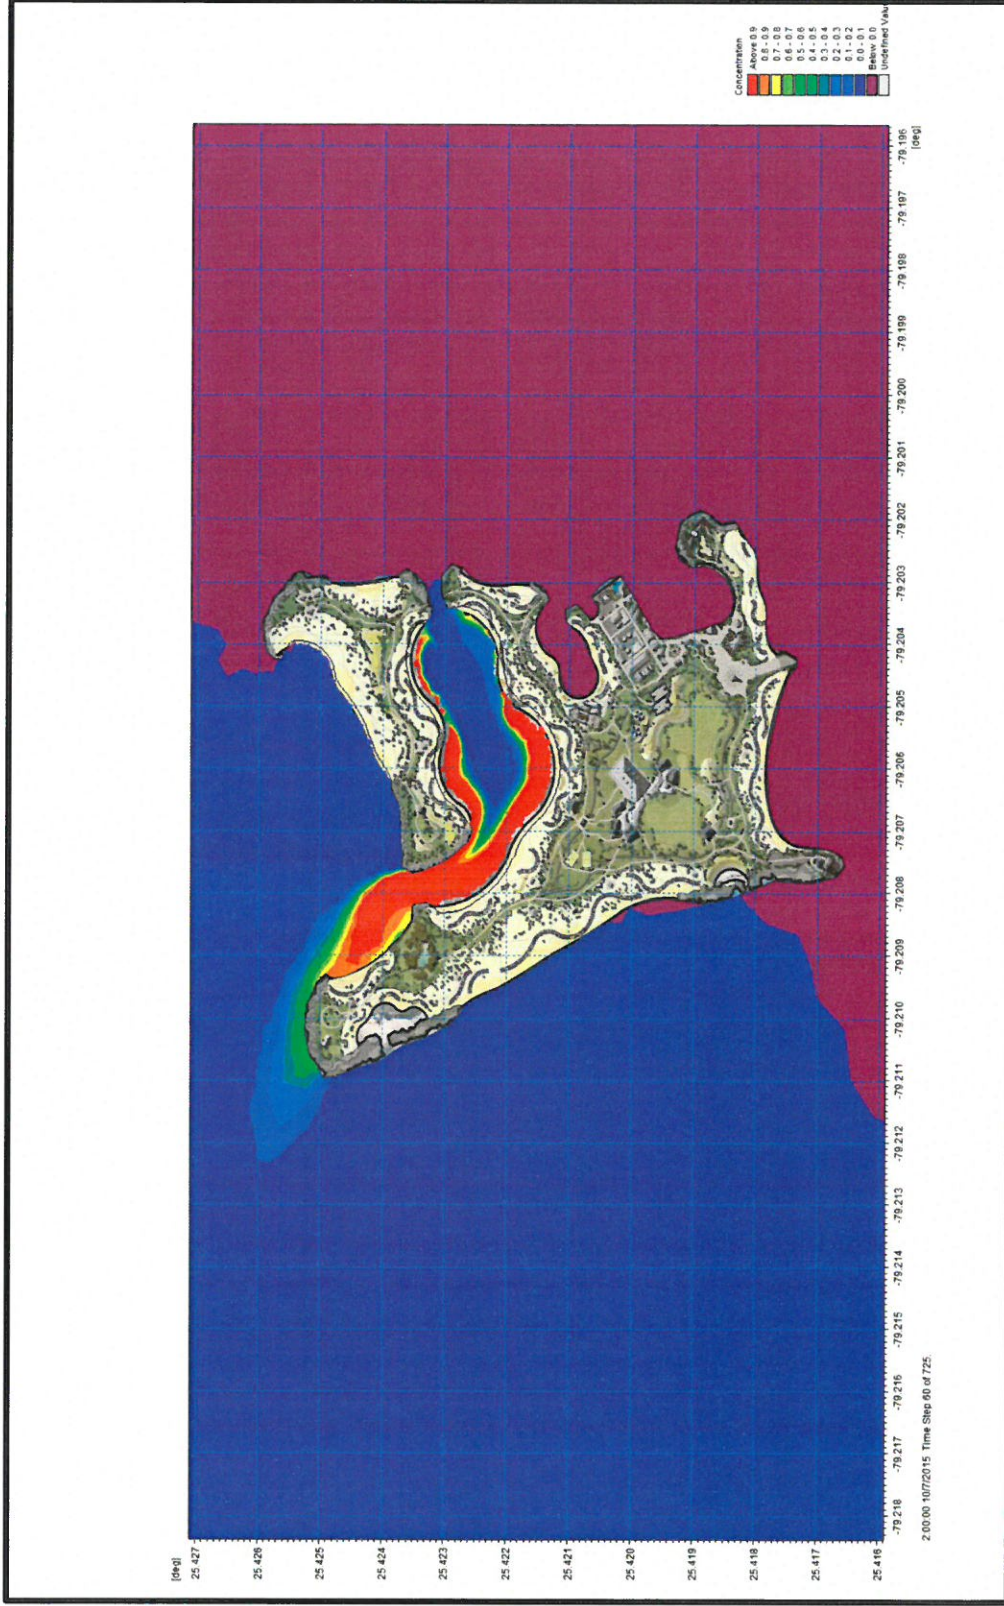 [deg]
25.427
25.426
25.425
25.424
25.423
25.422
25.421
25.420
25.419
25.418
25.417
25.416
-79.218
-79.217
-79.216
-79.215
-79.214
-79.213
-79.212
-79.211
-79.210
-79.209
-79.208
-79.207
-79.206
-79.205
-79.204
-79.203
-79.202
-79.201
-79.200
-79.199
-79.198
-79.197
-79.196
[deg]
2:00:00 10/7/2015 Time Step 60 of 725.
Concentration
Above 0.9
0.8 - 0.9
0.7 - 0.8
0.6 - 0.7
0.5 - 0.6
0.4 - 0.5
0.3 - 0.4
0.2 - 0.3
0.1 - 0.2
0.0 - 0.1
Below 0.0
Undefined Valu